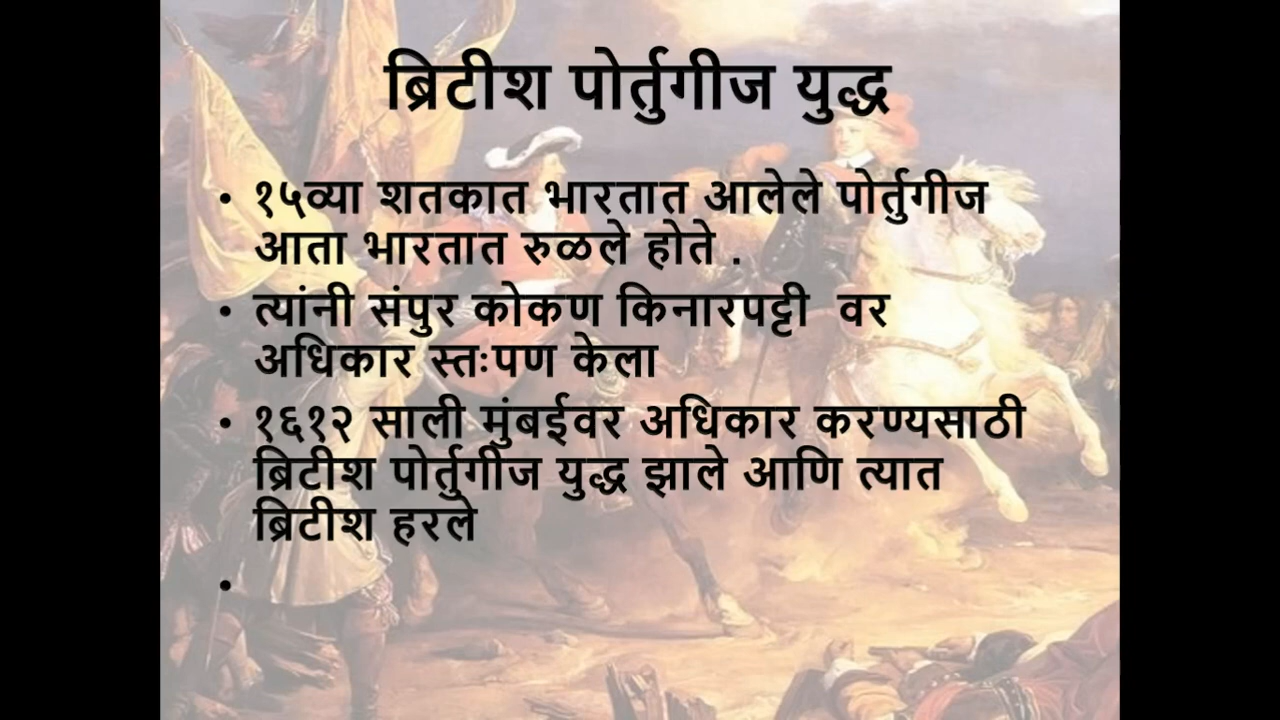 ब्रिटीश पोर्तुगीज युद्ध
• १५व्या शतकात भारतात आलेले पोर्तुगीज
आता भारतात रुळले होते .
• त्यांनी संपुर कोकण किनारपट्टी वर
अधिकार स्तःपण केला
• १६१२ साली मुंबईवर अधिकार करण्यसाठी
ब्रिटीश पोर्तुगीज युद्ध झाले आणि त्यात
ब्रिटीश हरले
•